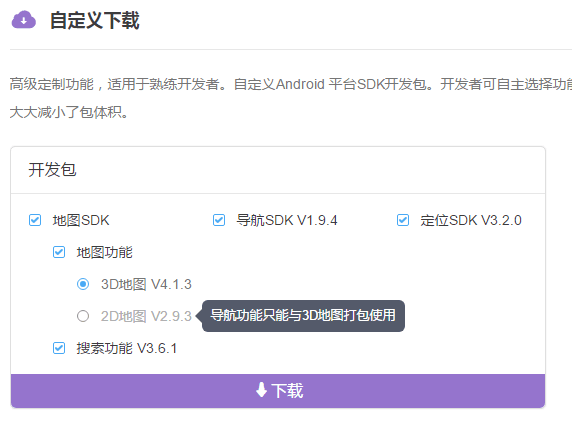 自定义下载
高级定制功能，适用于熟练开发者。自定义Android 平台SDK开发包。开发者可自主选择功能
大大减小了包体积。
开发包
地图SDK 导航SDK V1.9.4 定位SDK V3.2.0
地图功能
3D地图 V4.1.3
2D地图 V2.9.3 导航功能只能与3D地图打包使用
搜索功能 V3.6.1
下载